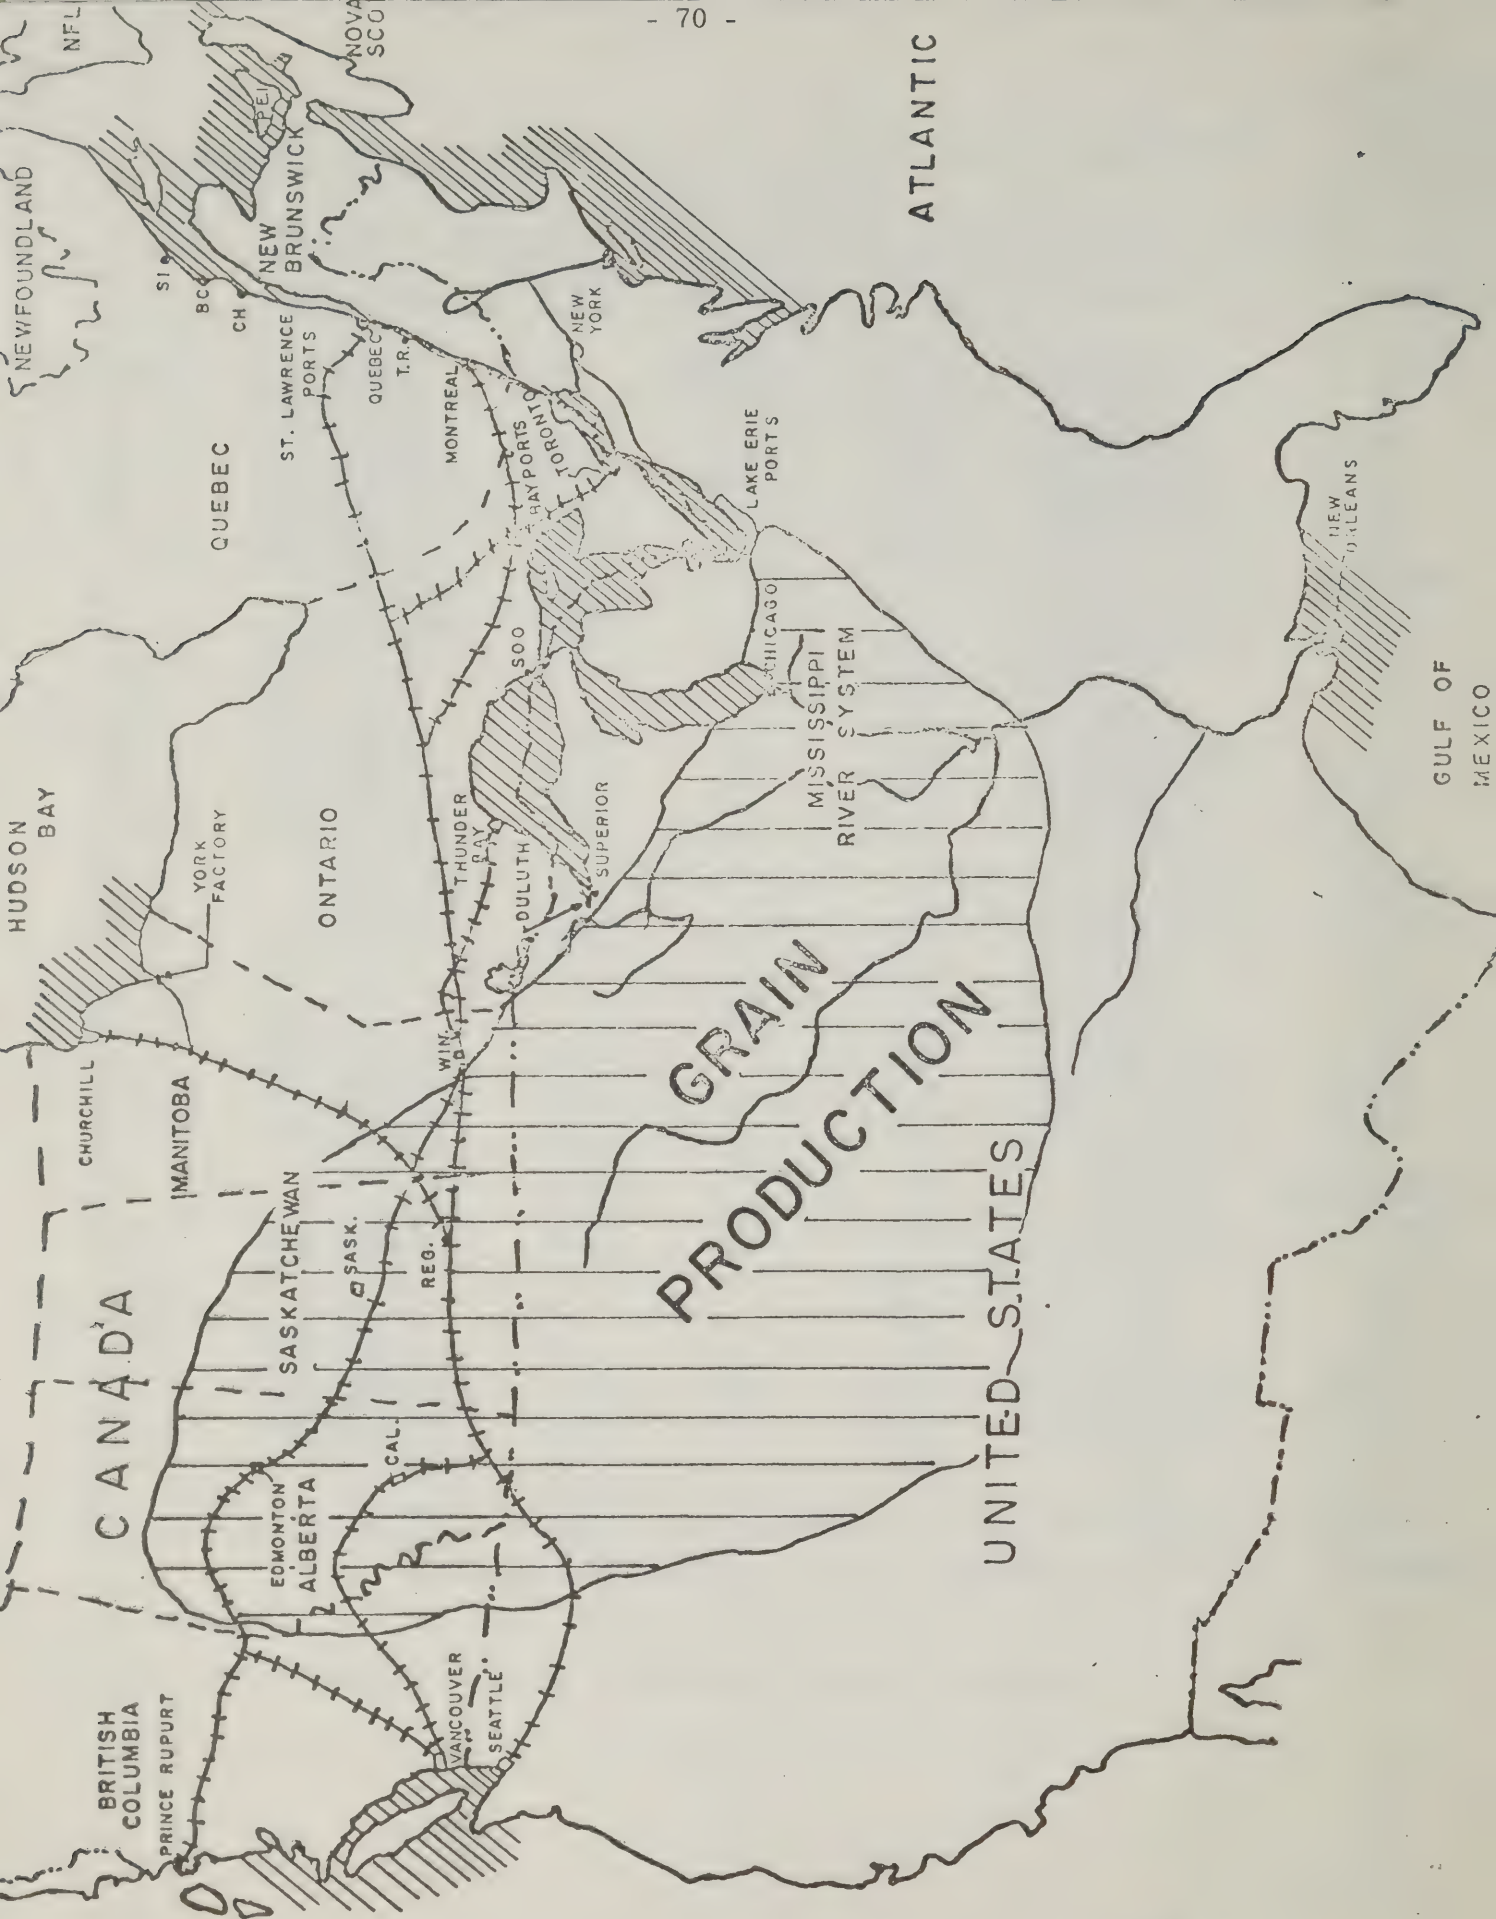 - 70 -
BRITISH
COLUMBIA
PRINCE RUPURT
VANCOUVER
SEATTLE
CANADA
EDMONTON
ALBERTA
CAL.
SASKATCHEWAN
SASK.
REG.
CHURCHILL
MANITOBA
WIN.
HUDSON
BAY
YORK
FACTORY
ONTARIO
THUNDER
BAY
DULUTH
SUPERIOR
SOO
QUEBEC
ST. LAWRENCE
PORTS
QUEBEC
T.R.
MONTREAL
BAY PORTS
TORONTO
NEWFOUNDLAND
NFL
SI
BC
CH
NEW
BRUNSWICK
PEI
NOVA
SCO
NEW
YORK
LAKE ERIE
PORTS
CHICAGO
MISSISSIPPI
RIVER SYSTEM
GRAIN
PRODUCTION
UNITED STATES
ATLANTIC
NEW
ORLEANS
GULF OF
MEXICO